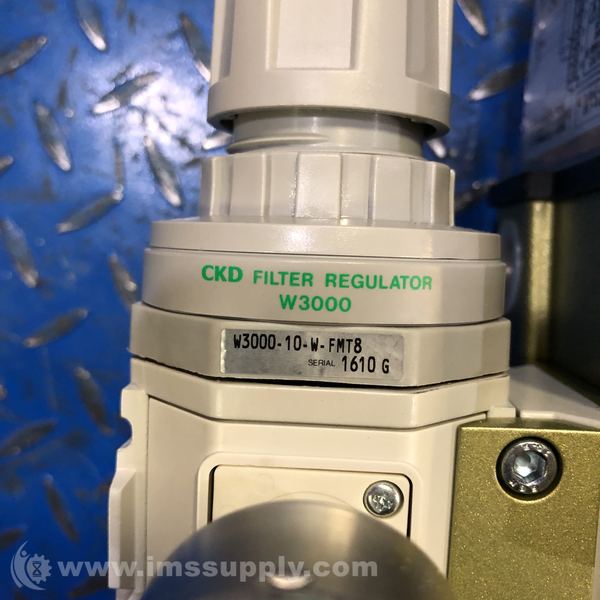 CKD FILTER REGULATOR
W3000
W3000-10-W-FMT8
SERIAL 1610 G
www.imssupply.com